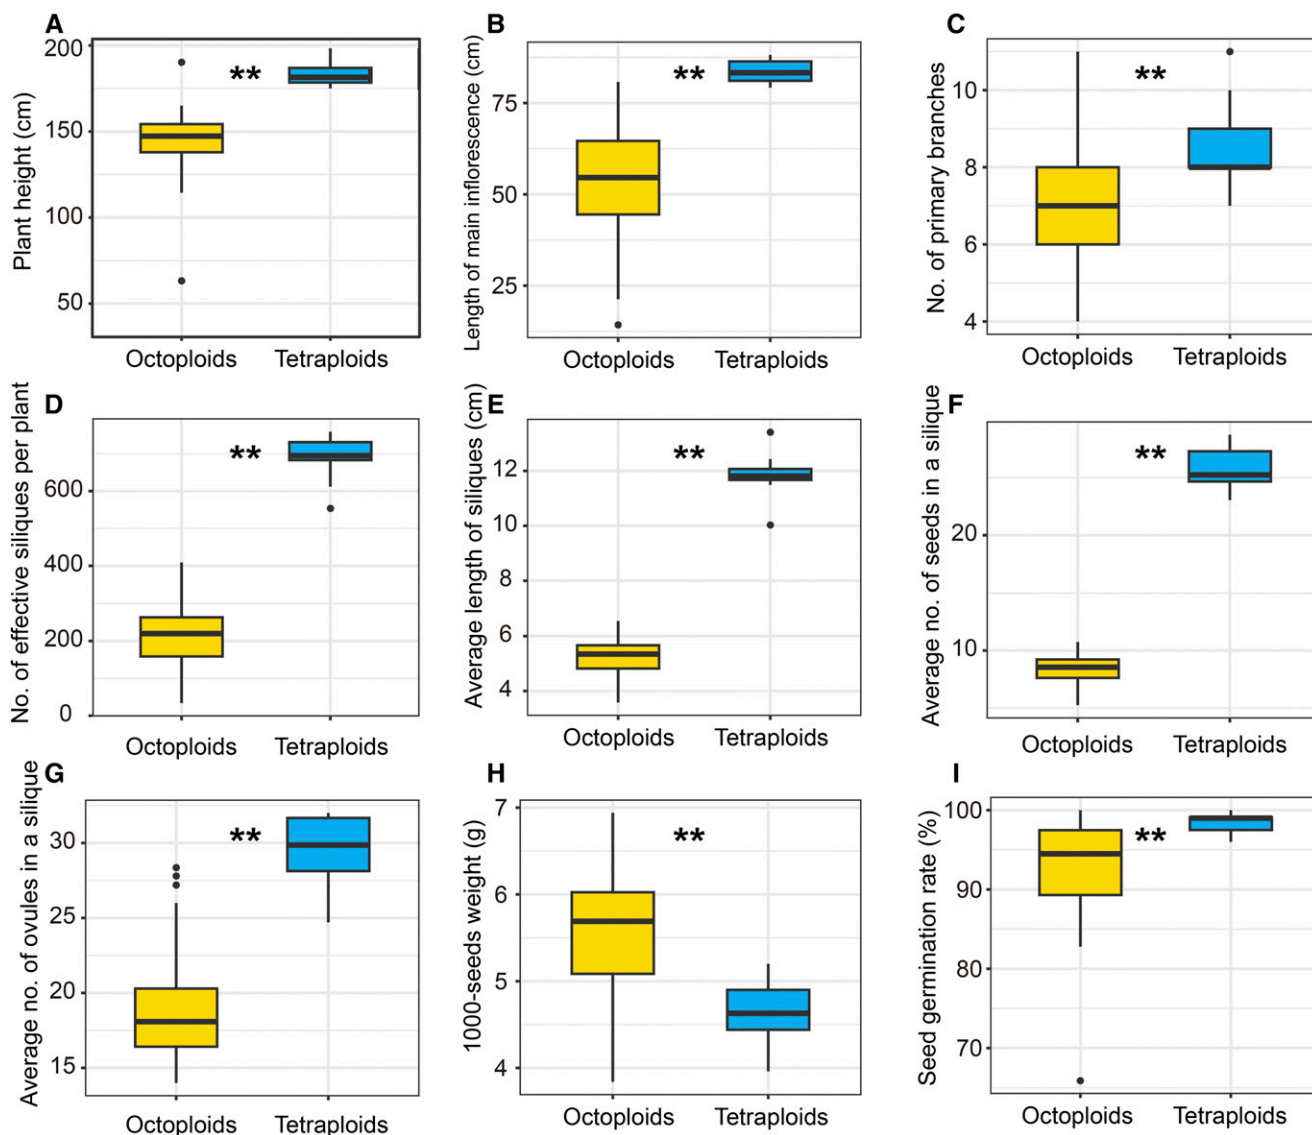 A
Plant height (cm)
200
150
100
50
**
Octoploids Tetraploids
B
Length of main inflorescence (cm)
75
50
25
**
Octoploids Tetraploids
C
No. of primary branches
10
8
6
4
**
Octoploids Tetraploids
D
No. of effective siliques per plant
600
400
200
0
**
Octoploids Tetraploids
E
Average length of siliques (cm)
12
10
8
6
4
**
Octoploids Tetraploids
F
Average no. of seeds in a silique
20
10
**
Octoploids Tetraploids
G
Average no. of ovules in a silique
30
25
20
15
**
Octoploids Tetraploids
H
1000-seeds weight (g)
7
6
5
4
**
Octoploids Tetraploids
I
Seed germination rate (%)
100
90
80
70
**
Octoploids Tetraploids